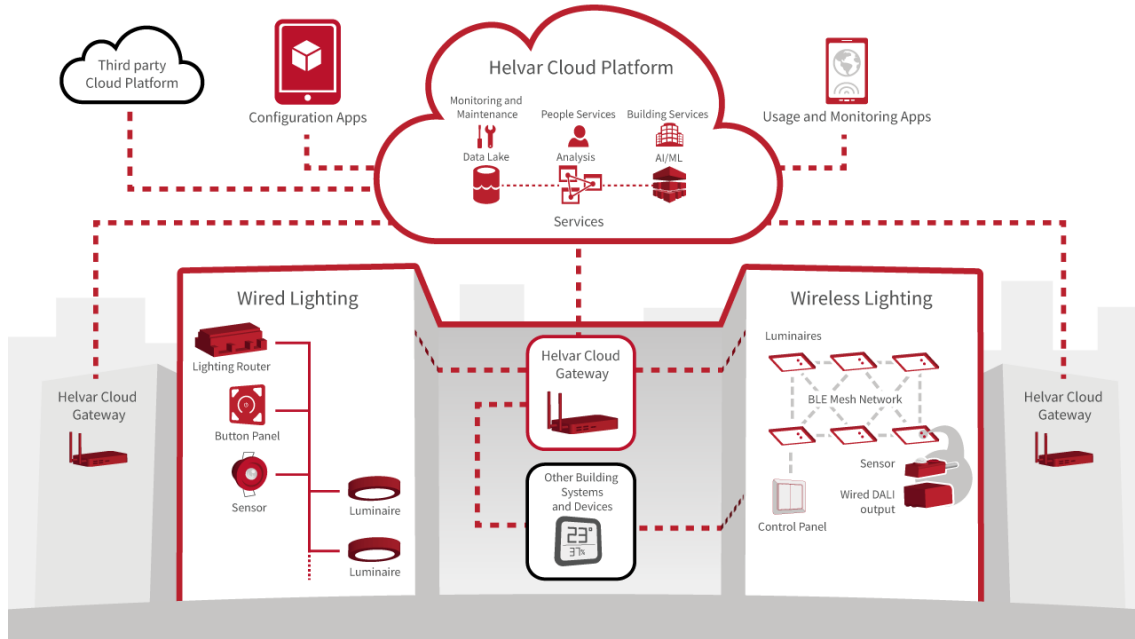 Third party
Cloud Platform
Configuration Apps
Helvar Cloud Platform
Monitoring and
Maintenance
People Services
Building Services
Data Lake
Analysis
AI/ML
Services
Usage and Monitoring Apps
Wired Lighting
Lighting Router
Button Panel
Sensor
Luminaire
Luminaire
Helvar Cloud
Gateway
Helvar Cloud
Gateway
Other Building
Systems
and Devices
23°
37%
Wireless Lighting
Luminaires
BLE Mesh Network
Sensor
Wired DALI
output
Control Panel
Helvar Cloud
Gateway